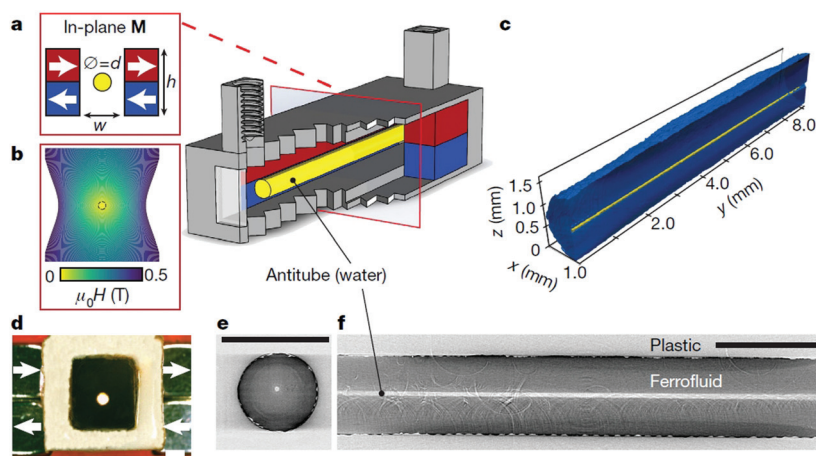 a
In-plane M
∅=d
h
w
b
0 0.5
μ0H (T)
Antitube (water)
c
z (mm)
1.5
1.0
0.5
0
x (mm)
1.0
2.0
4.0
6.0
8.0
y (mm)
d
e
f
Plastic
Ferrofluid